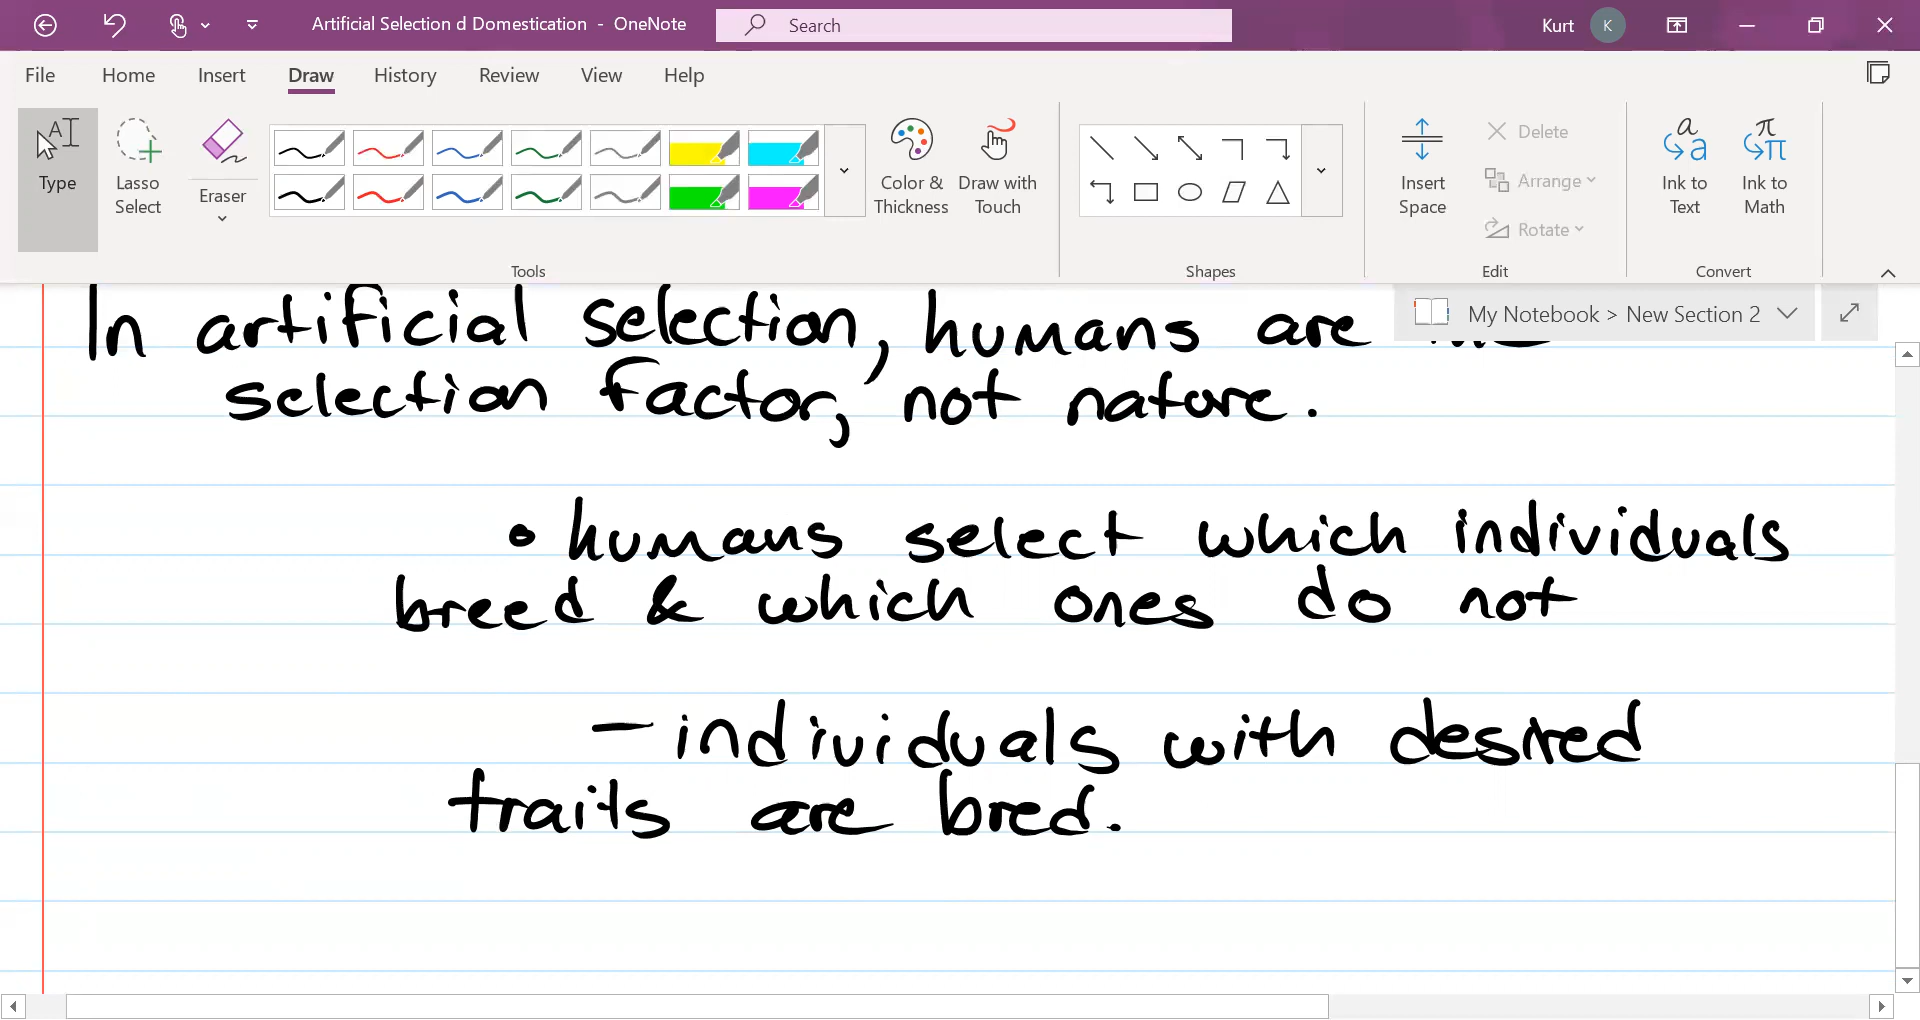 Artificial Selection d Domestication - OneNote
Search
Kurt
K
File Home Insert Draw History Review View Help
Type
Lasso Select
Eraser
Color & Thickness
Draw with Touch
Insert Space
Delete
Arrange
Rotate
Ink to Text
Ink to Math
Tools
Shapes
Edit
Convert
My Notebook > New Section 2
In artificial selection, humans are
selection factor, not nature.
• humans select which individuals
breed & which ones do not
- individuals with desired
traits are bred.